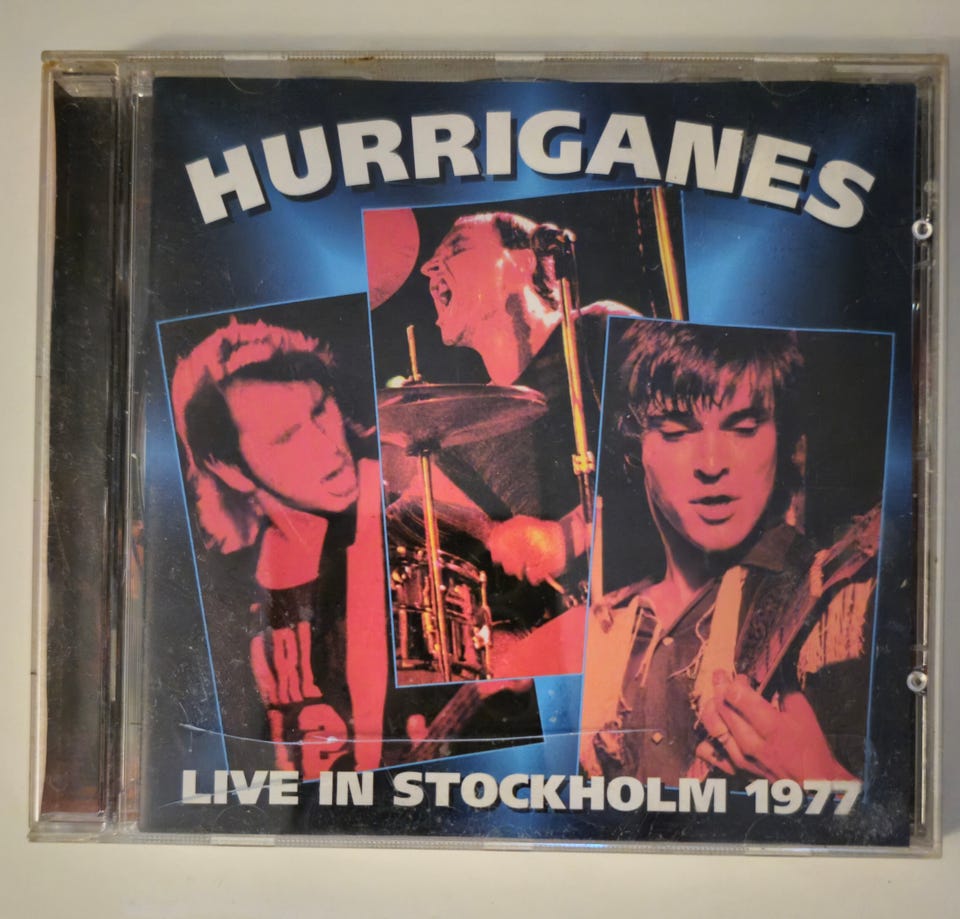 HURRIGANES
LIVE IN STOCKHOLM 1977